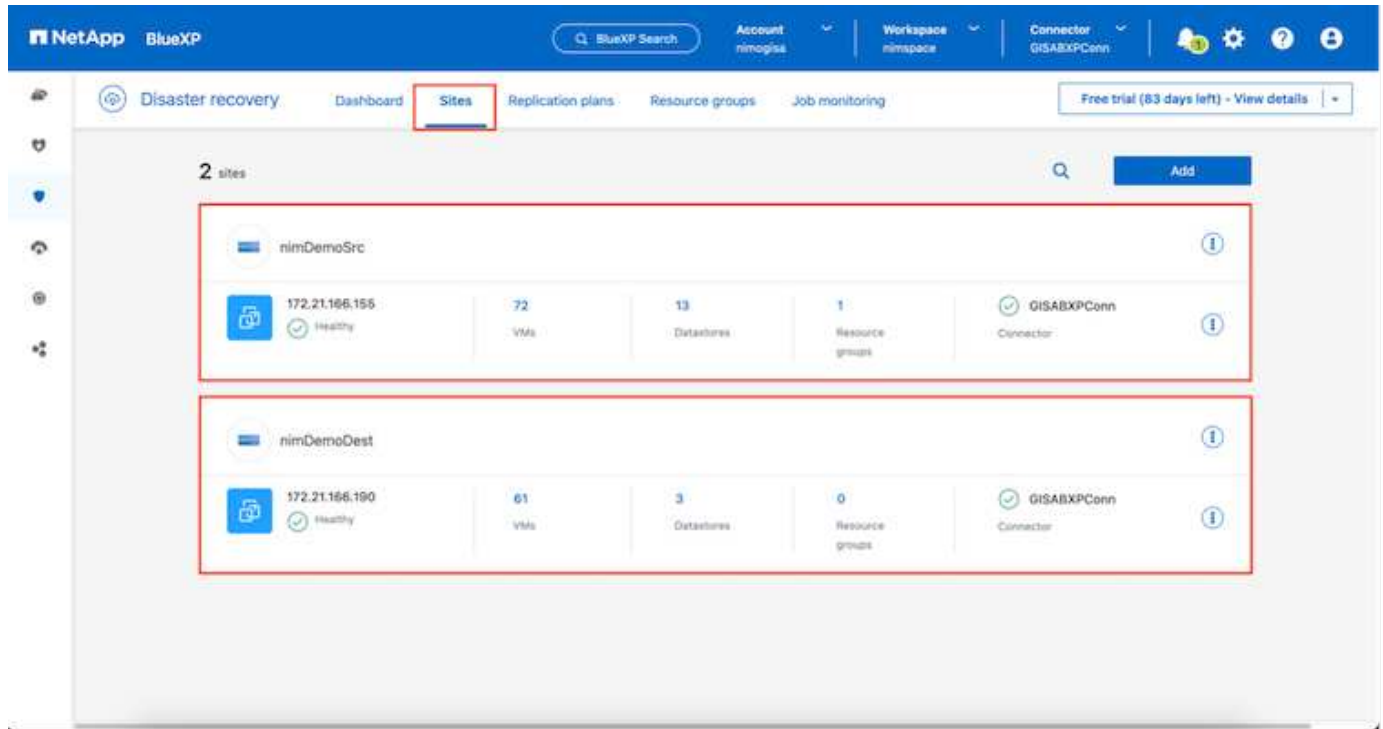 NetApp BlueXP
BlueXP Search
Account
nimogisa
Workspace
nimspace
Connector
GISABXPConn
1
Disaster recovery
Dashboard
Sites
Replication plans
Resource groups
Job monitoring
Free trial (83 days left) - View details
2 sites
Add
nimDemoSrc
172.21.166.155
Healthy
72
VMs
13
Datastores
1
Resource
groups
GISABXPConn
Connector
nimDemoDest
172.21.166.190
Healthy
61
VMs
3
Datastores
0
Resource
groups
GISABXPConn
Connector